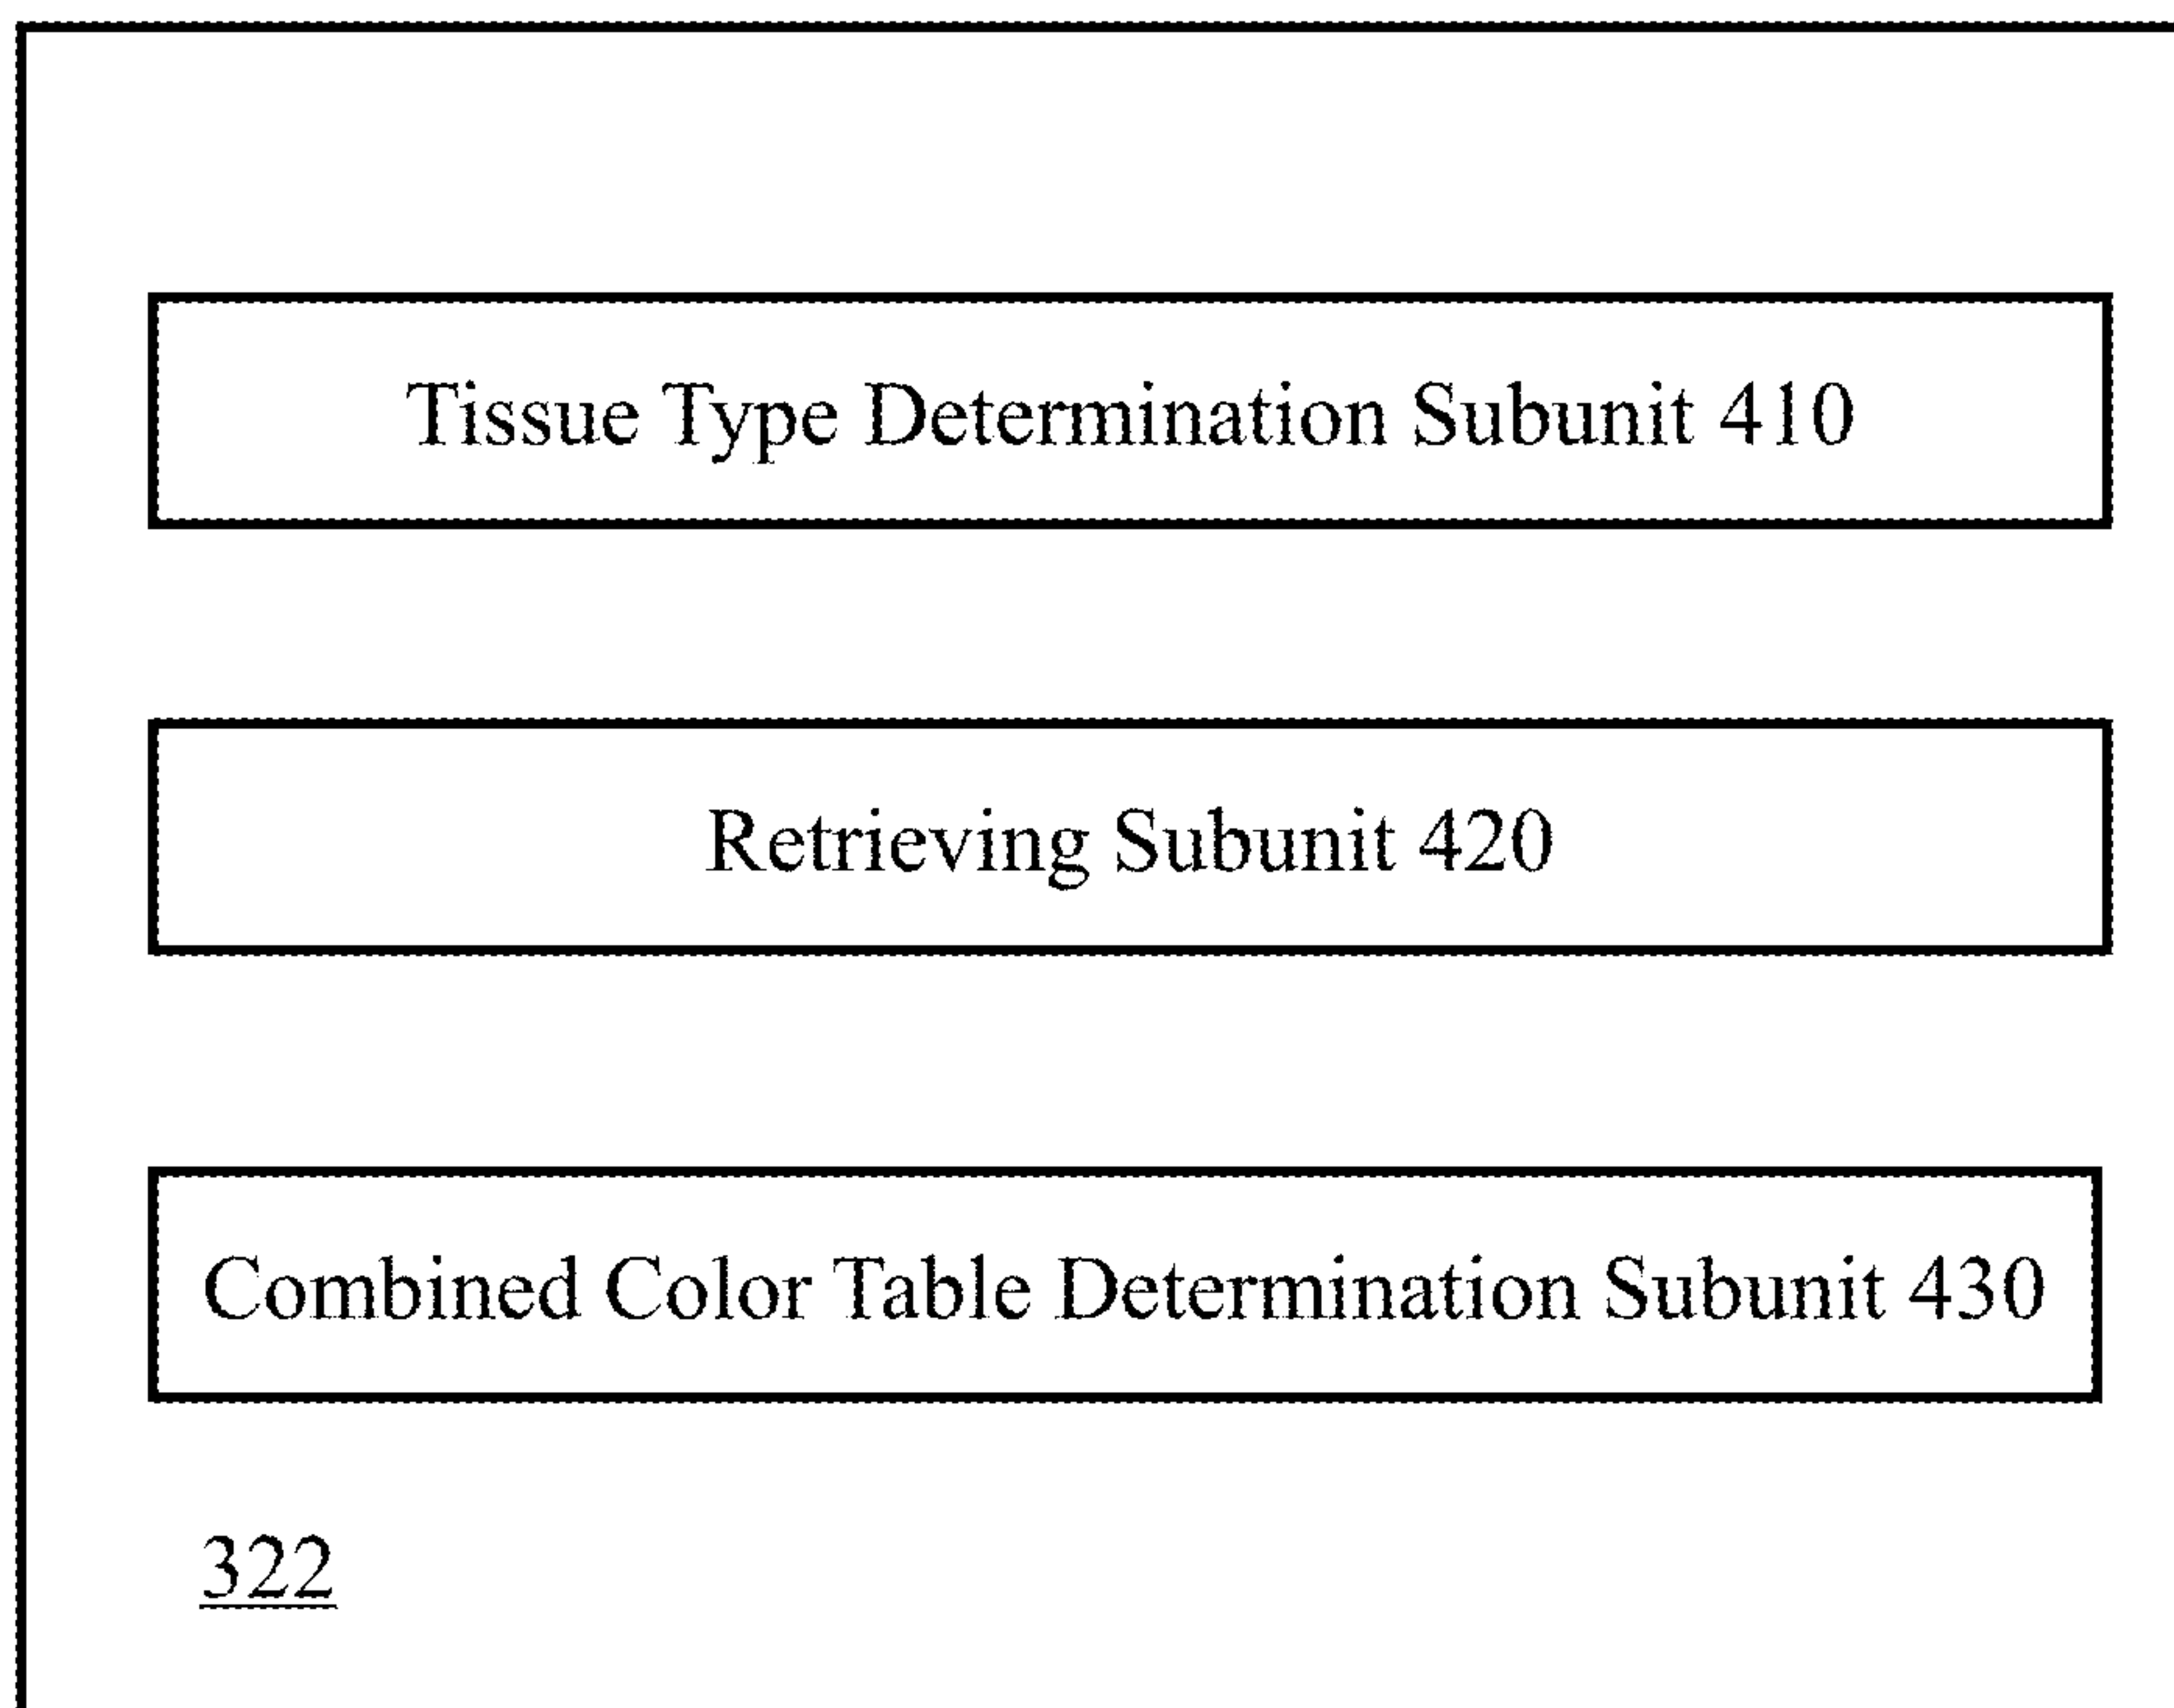 Tissue Type Determination Subunit 410
Retrieving Subunit 420
Combined Color Table Determination Subunit 430
322